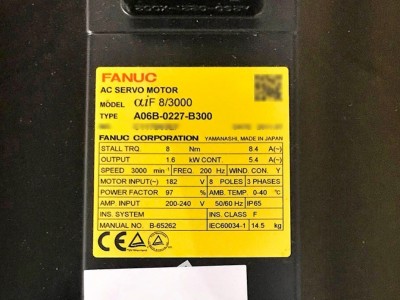 FANUC
AC SERVO MOTOR
MODEL αiF 8/3000
TYPE A06B-0227-B300
FANUC CORPORATION YAMANASHI, MADE IN JAPAN
STALL TRQ. 8 Nm 8.4 A(~)
OUTPUT 1.6 kW CONT. 5.4 A(~)
SPEED 3000 min⁻¹ FREQ. 200 Hz WIND. CON. Y
MOTOR INPUT(~) 182 V 8 POLES 3 PHASES
POWER FACTOR 97 % AMB. TEMP. 0-40 °C
AMP. INPUT 200-240 V 50/60 Hz IP65
INS. SYSTEM INS. CLASS F
MANUAL NO. B-65262 IEC60034-1 14.5 kg
CE